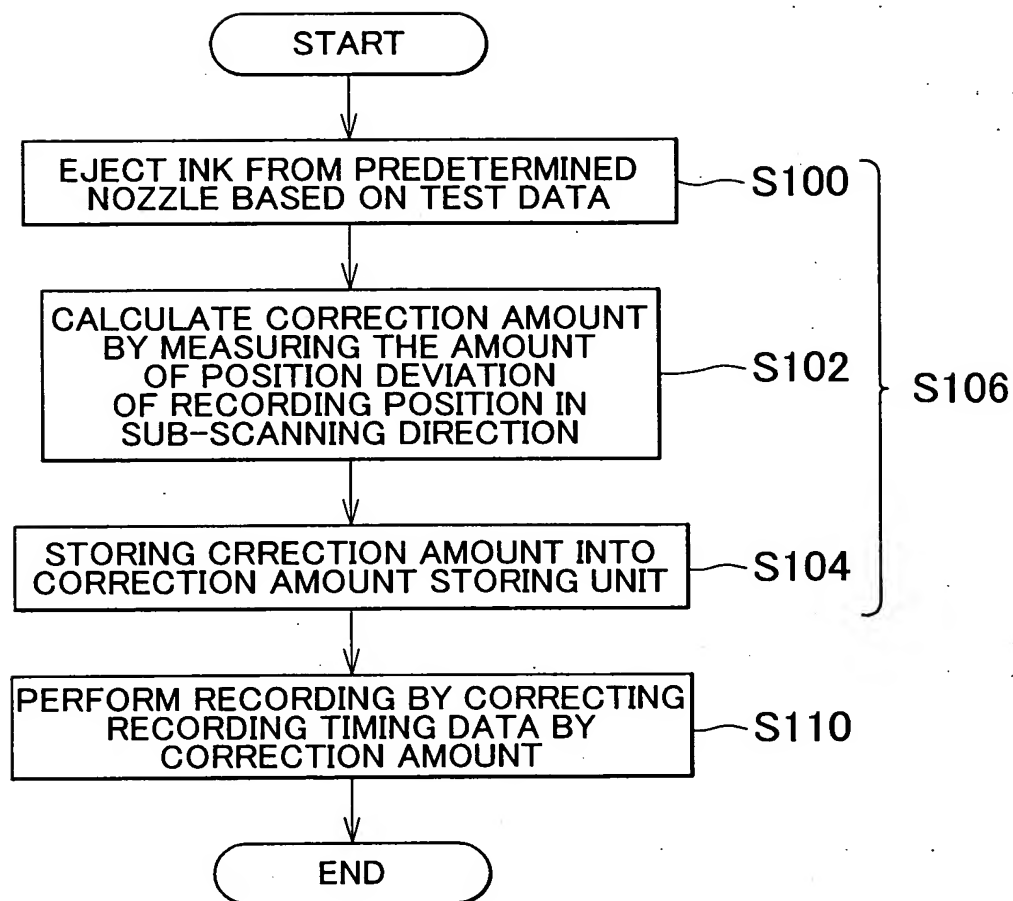 START
EJECT INK FROM PREDETERMINED
NOZZLE BASED ON TEST DATA
S100
CALCULATE CORRECTION AMOUNT
BY MEASURING THE AMOUNT
OF POSITION DEVIATION
OF RECORDING POSITION IN
SUB-SCANNING DIRECTION
S102
S106
STORING CRRECTION AMOUNT INTO
CORRECTION AMOUNT STORING UNIT
S104
PERFORM RECORDING BY CORRECTING
RECORDING TIMING DATA BY
CORRECTION AMOUNT
S110
END